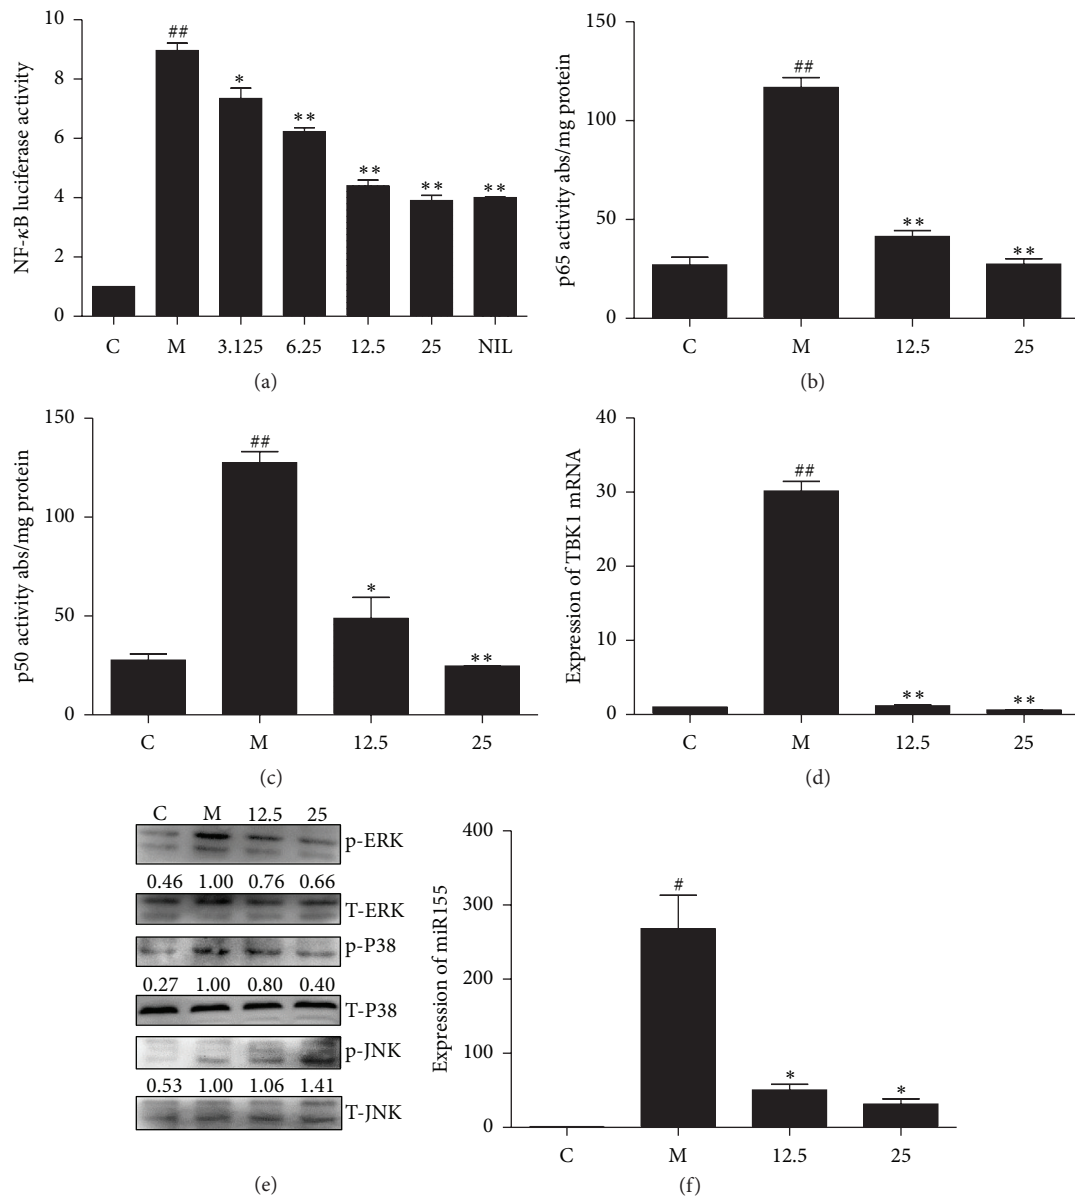 NF-κB luciferase activity
10
8
6
4
2
0
##
*
**
**
**
**
C M 3.125 6.25 12.5 25 NIL
(a)
p65 activity abs/mg protein
150
100
50
0
##
**
**
C M 12.5 25
(b)
p50 activity abs/mg protein
150
100
50
0
##
*
**
C M 12.5 25
(c)
Expression of TBK1 mRNA
40
30
20
10
0
##
**
**
C M 12.5 25
(d)
C M 12.5 25
p-ERK
0.46 1.00 0.76 0.66
T-ERK
p-P38
0.27 1.00 0.80 0.40
T-P38
p-JNK
0.53 1.00 1.06 1.41
T-JNK
(e)
Expression of miR155
400
300
200
100
0
#
*
*
C M 12.5 25
(f)